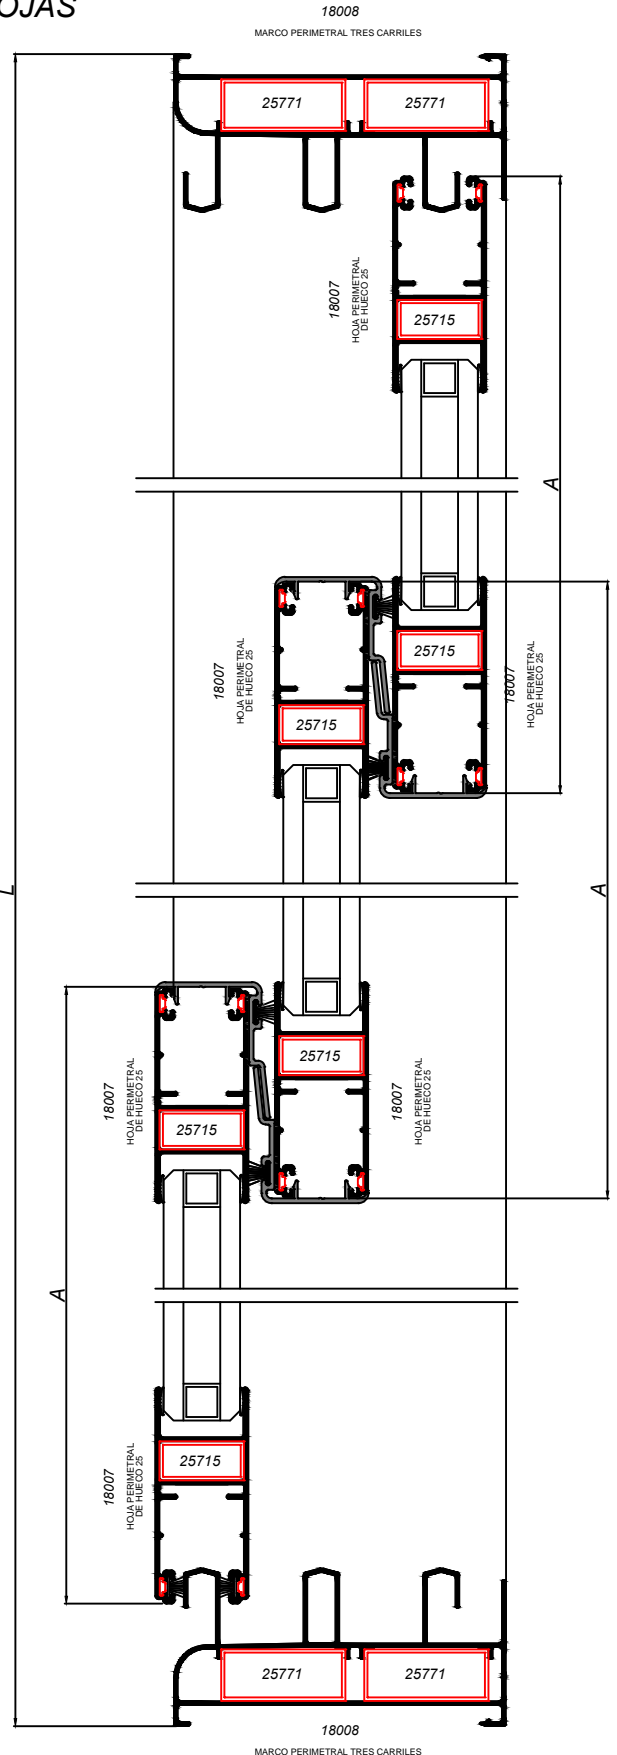 OJAS
18008
MARCO PERIMETRAL TRES CARRILES
25771
25771
18007
HOJA PERIMETRAL
DE HUECO 25
25715
A
18007
HOJA PERIMETRAL
DE HUECO 25
25715
18007
HOJA PERIMETRAL
DE HUECO 25
25715
L
A
25715
18007
HOJA PERIMETRAL
DE HUECO 25
18007
HOJA PERIMETRAL
DE HUECO 25
25715
A
18007
HOJA PERIMETRAL
DE HUECO 25
25715
25771
25771
18008
MARCO PERIMETRAL TRES CARRILES